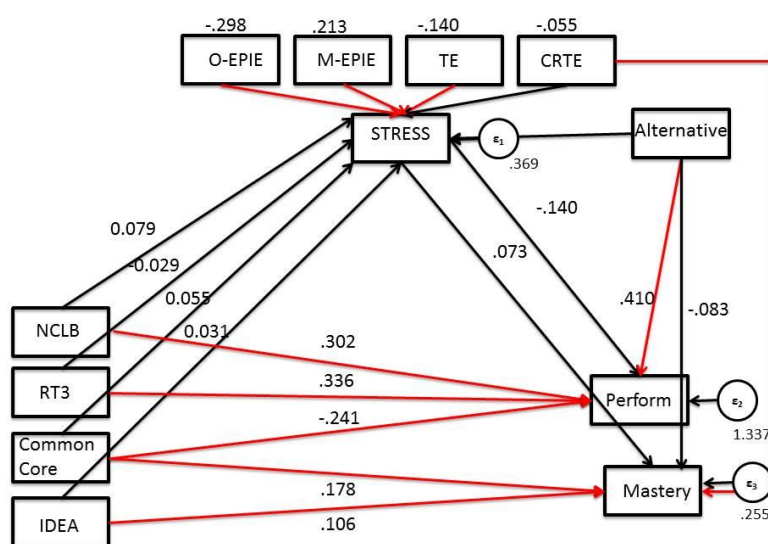 -.298
.213
-.140
-.055
O-EPIE
M-EPIE
TE
CRTE
STRESS
ε1
.369
Alternative
0.079
-0.029
0.055
0.031
-.140
.073
.410
-.083
NCLB
.302
RT3
.336
Perform
ε2
1.337
-.241
Common
Core
.178
Mastery
ε3
.255
IDEA
.106